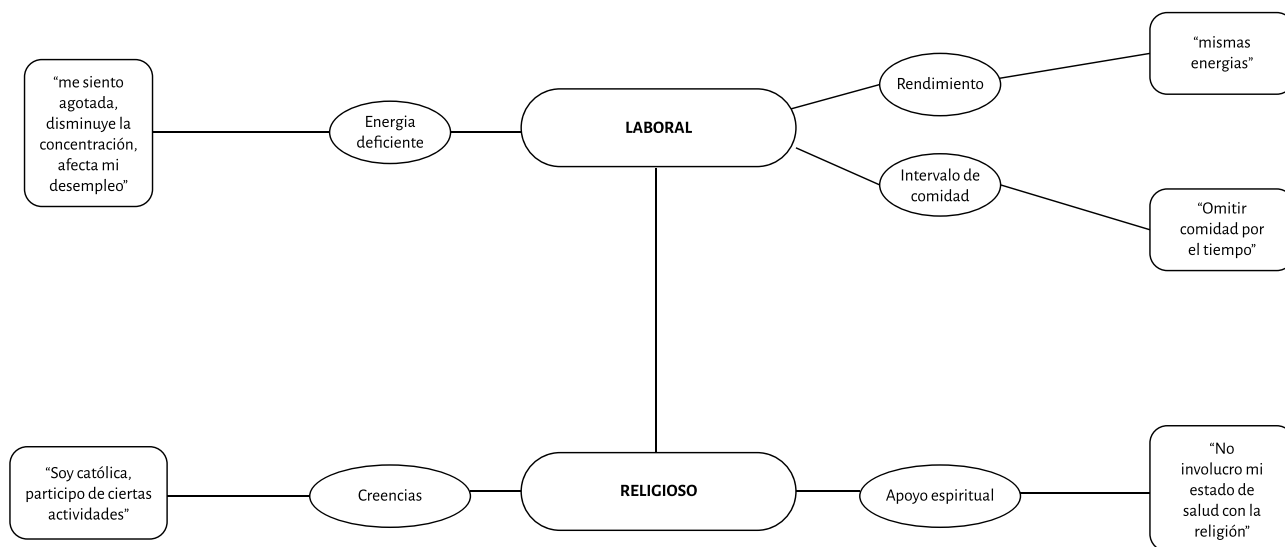 “me siento
agotada,
disminuye la
concentración,
afecta mi
desempleo”
Energia
deficiente
LABORAL
Rendimiento
“mismas
energias”
Intervalo de
comidad
“Omitir
comidad por
el tiempo”
“Soy católica,
participo de ciertas
actividades”
Creencias
RELIGIOSO
Apoyo espiritual
“No
involucro mi
estado de
salud con la
religión”